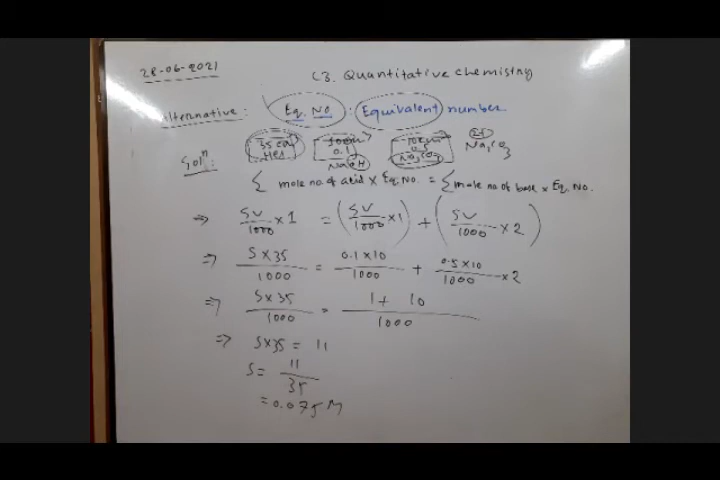 28-06-2021
C3. Quantitative chemistry
Alternative: Eq. No : Equivalent number
35 cm³ HCl
0.1 NaOH
10 cm³ 0.5 Na₂CO₃
2+ Na₂CO₃
Solⁿ:
{ mole no of acid × Eq. No. = { mole no of base × Eq. No.
⇒ SV/1000 × 1 = (SV/1000 × 1) + (SV/1000 × 2)
⇒ S × 35/1000 = 0.1 × 10/1000 + 0.5 × 10/1000 × 2
⇒ S × 35/1000 = 1 + 10/1000
⇒ S × 35 = 11
S = 11/35
= 0.075 M